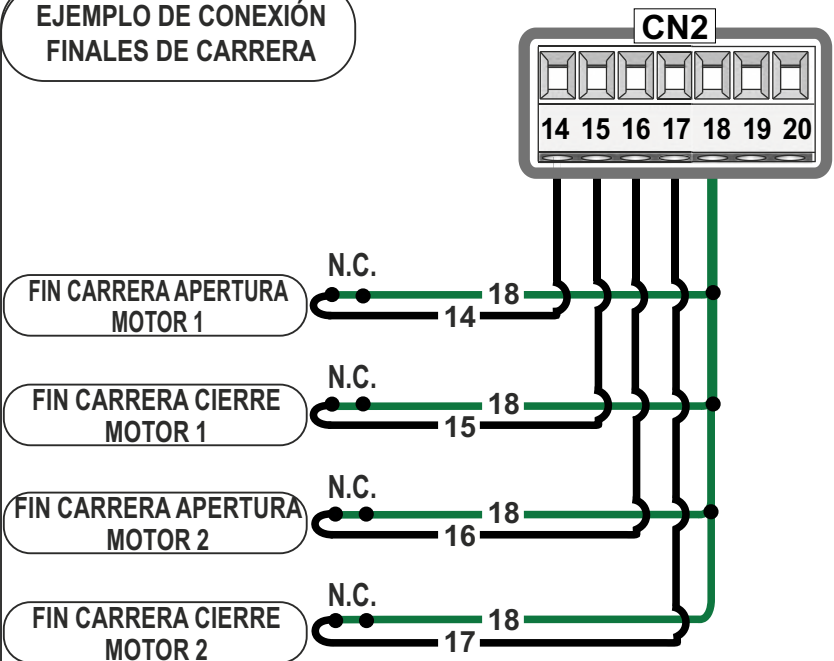 EJEMPLO DE CONEXIÓN
FINALES DE CARRERA
CN2
14 15 16 17 18 19 20
N.C.
FIN CARRERA APERTURA
MOTOR 1
18
14
N.C.
FIN CARRERA CIERRE
MOTOR 1
18
15
N.C.
FIN CARRERA APERTURA
MOTOR 2
18
16
N.C.
FIN CARRERA CIERRE
MOTOR 2
18
17